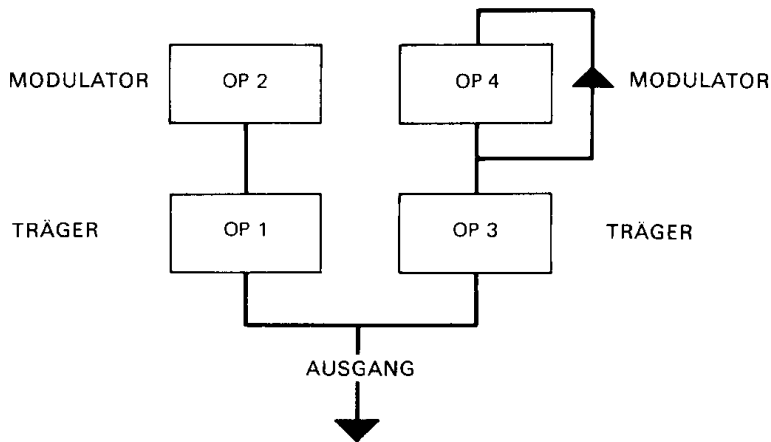 MODULATOR OP 2 OP 4 MODULATOR
TRÄGER OP 1 OP 3 TRÄGER
AUSGANG